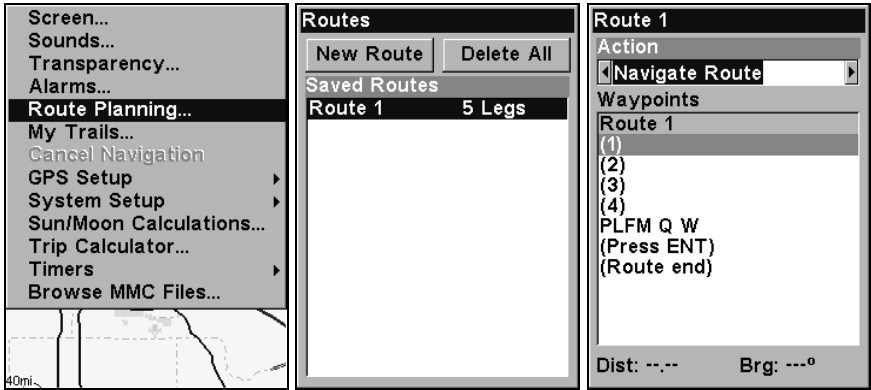 Screen...
Sounds...
Transparency...
Alarms...
Route Planning...
My Trails...
Cancel Navigation
GPS Setup
System Setup
Sun/Moon Calculations...
Trip Calculator...
Timers
Browse MMC Files...
40mi
Routes
New Route Delete All
Saved Routes
Route 1 5 Legs
Route 1
Action
Navigate Route
Waypoints
Route 1
(1)
(2)
(3)
(4)
PLFM Q W
(Press ENT)
(Route end)
Dist: --.-- Brg: ---º